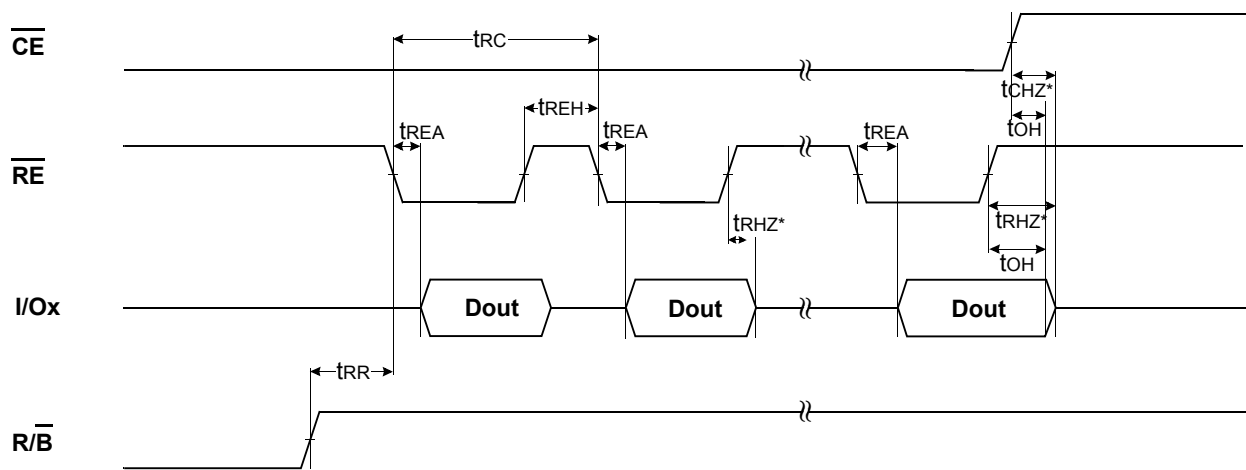 CE
tRC
tCHZ*
tREH
tOH
tREA
tREA
tREA
RE
tRHZ*
tRHZ*
tOH
I/Ox
Dout
Dout
Dout
tRR
R/B